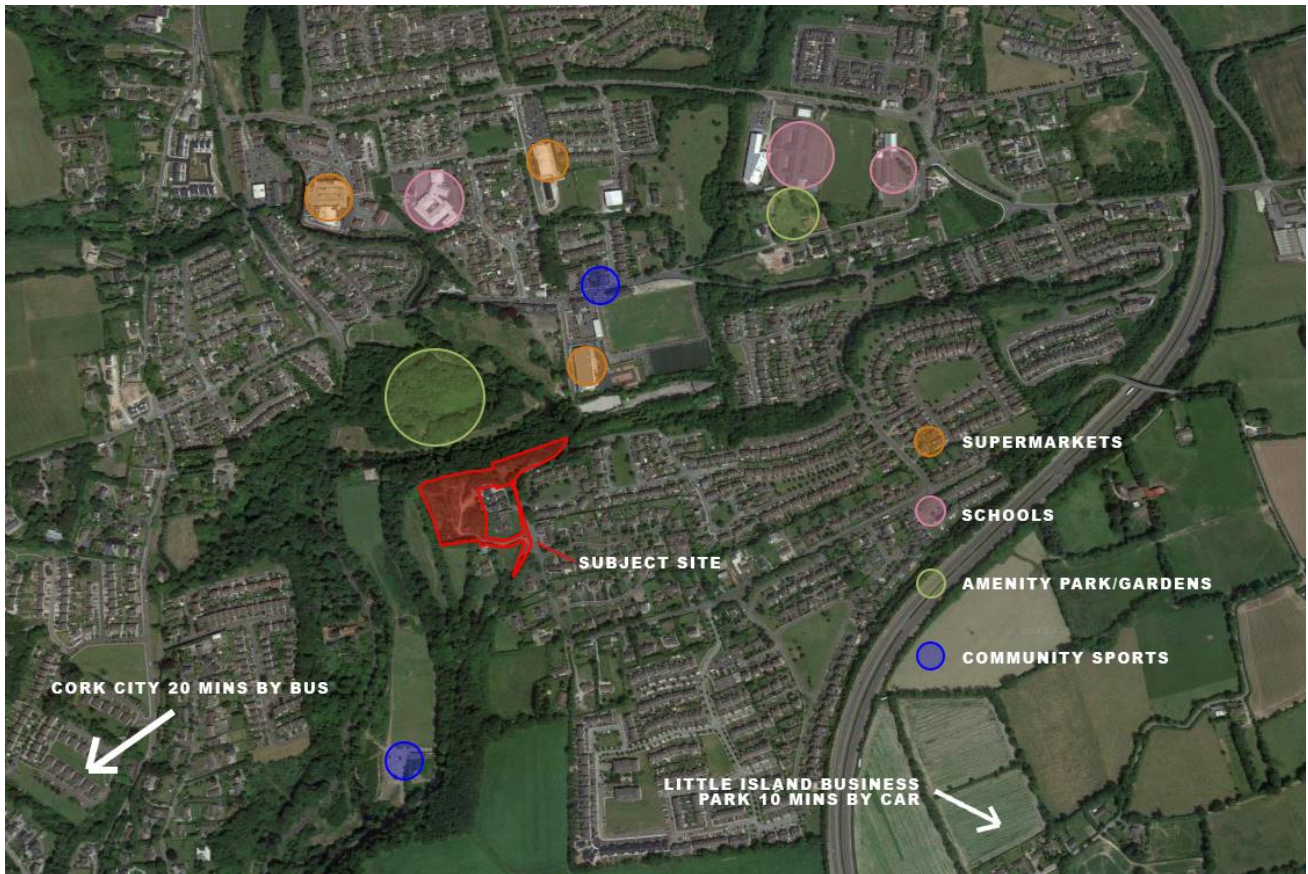 SUPERMARKETS
SCHOOLS
SUBJECT SITE
AMENITY PARK/GARDENS
COMMUNITY SPORTS
CORK CITY 20 MINS BY BUS
LITTLE ISLAND BUSINESS
PARK 10 MINS BY CAR